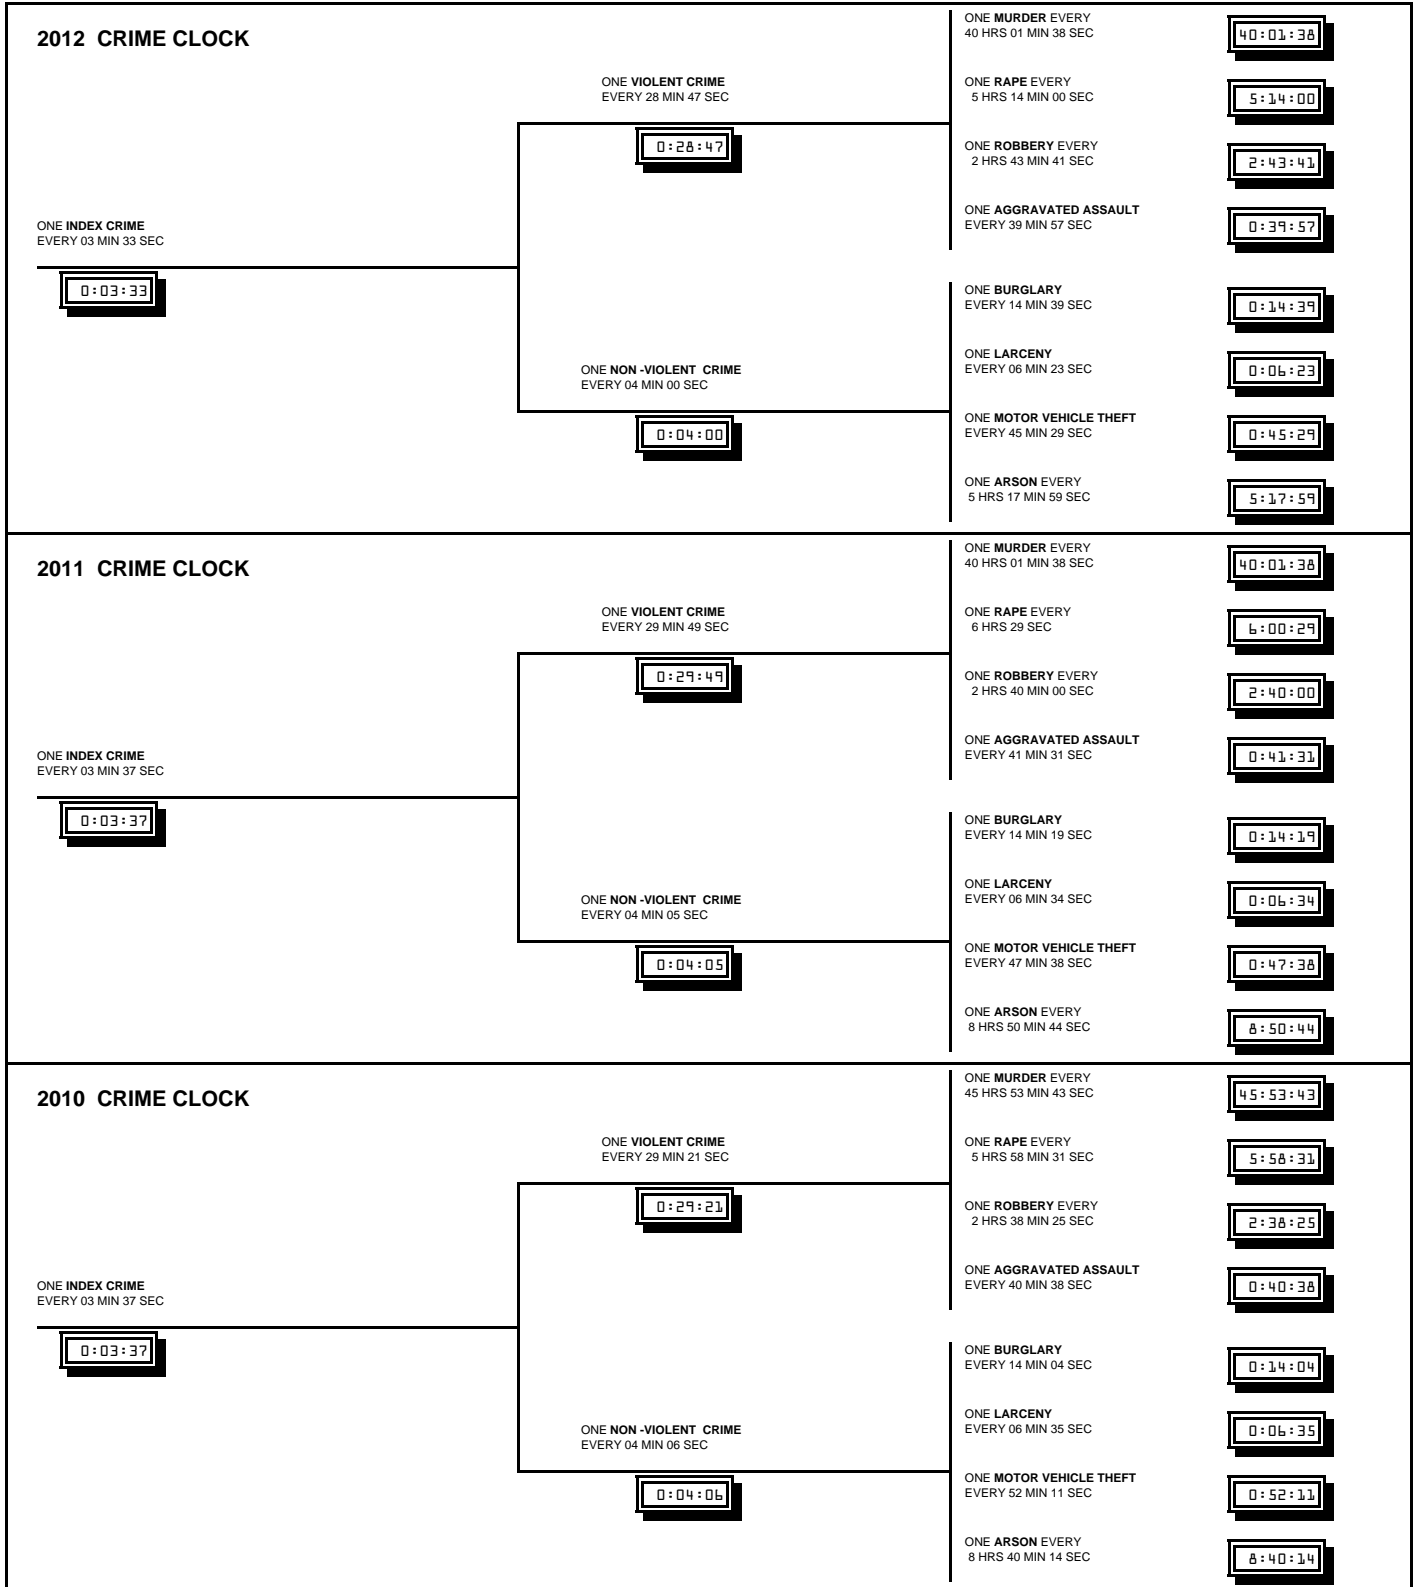 2012 CRIME CLOCK
ONE MURDER EVERY
40 HRS 01 MIN 38 SEC
40:01:38
ONE VIOLENT CRIME
EVERY 28 MIN 47 SEC
0:28:47
ONE RAPE EVERY
5 HRS 14 MIN 00 SEC
5:14:00
ONE ROBBERY EVERY
2 HRS 43 MIN 41 SEC
2:43:41
ONE AGGRAVATED ASSAULT
EVERY 39 MIN 57 SEC
0:39:57
ONE INDEX CRIME
EVERY 03 MIN 33 SEC
0:03:33
ONE BURGLARY
EVERY 14 MIN 39 SEC
0:14:39
ONE LARCENY
EVERY 06 MIN 23 SEC
0:06:23
ONE NON -VIOLENT CRIME
EVERY 04 MIN 00 SEC
0:04:00
ONE MOTOR VEHICLE THEFT
EVERY 45 MIN 29 SEC
0:45:29
ONE ARSON EVERY
5 HRS 17 MIN 59 SEC
5:17:59
2011 CRIME CLOCK
ONE MURDER EVERY
40 HRS 01 MIN 38 SEC
40:01:38
ONE VIOLENT CRIME
EVERY 29 MIN 49 SEC
0:29:49
ONE RAPE EVERY
6 HRS 29 SEC
6:00:29
ONE ROBBERY EVERY
2 HRS 40 MIN 00 SEC
2:40:00
ONE AGGRAVATED ASSAULT
EVERY 41 MIN 31 SEC
0:41:31
ONE INDEX CRIME
EVERY 03 MIN 37 SEC
0:03:37
ONE BURGLARY
EVERY 14 MIN 19 SEC
0:14:19
ONE LARCENY
EVERY 06 MIN 34 SEC
0:06:34
ONE NON -VIOLENT CRIME
EVERY 04 MIN 05 SEC
0:04:05
ONE MOTOR VEHICLE THEFT
EVERY 47 MIN 38 SEC
0:47:38
ONE ARSON EVERY
8 HRS 50 MIN 44 SEC
8:50:44
2010 CRIME CLOCK
ONE MURDER EVERY
45 HRS 53 MIN 43 SEC
45:53:43
ONE VIOLENT CRIME
EVERY 29 MIN 21 SEC
0:29:21
ONE RAPE EVERY
5 HRS 58 MIN 31 SEC
5:58:31
ONE ROBBERY EVERY
2 HRS 38 MIN 25 SEC
2:38:25
ONE AGGRAVATED ASSAULT
EVERY 40 MIN 38 SEC
0:40:38
ONE INDEX CRIME
EVERY 03 MIN 37 SEC
0:03:37
ONE BURGLARY
EVERY 14 MIN 04 SEC
0:14:04
ONE LARCENY
EVERY 06 MIN 35 SEC
0:06:35
ONE NON -VIOLENT CRIME
EVERY 04 MIN 06 SEC
0:04:06
ONE MOTOR VEHICLE THEFT
EVERY 52 MIN 11 SEC
0:52:11
ONE ARSON EVERY
8 HRS 40 MIN 14 SEC
8:40:14